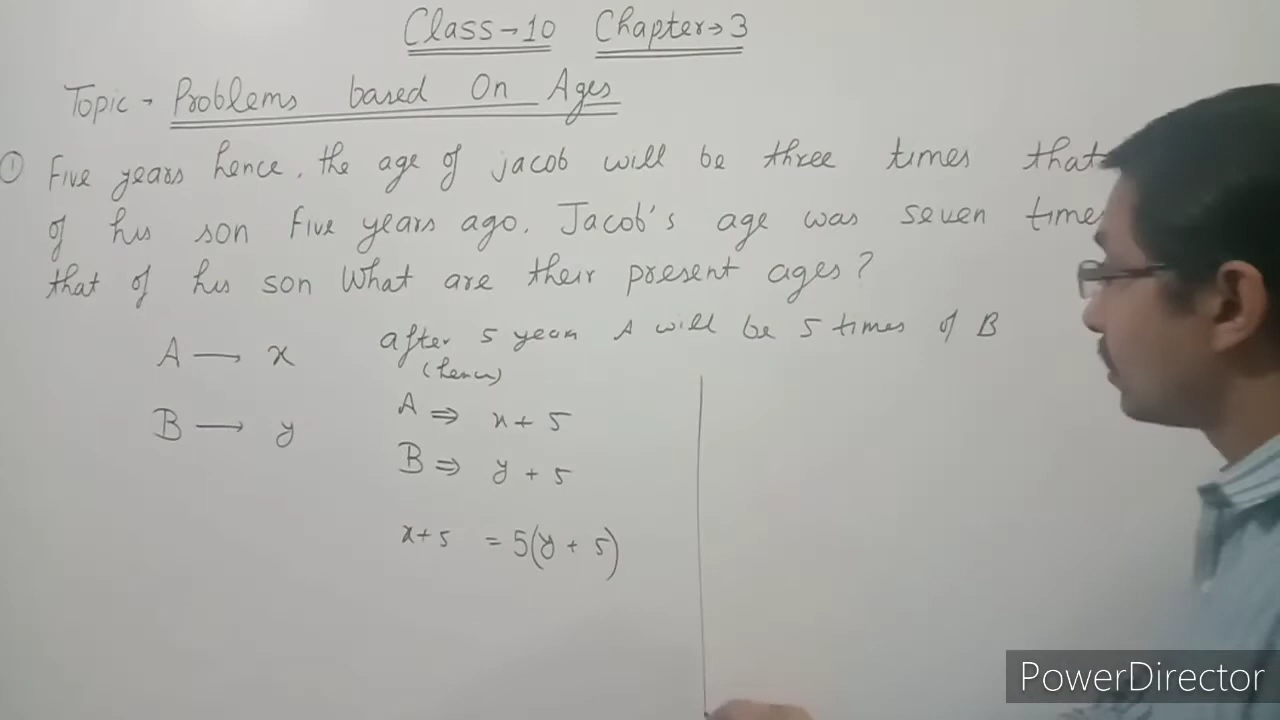 Class → 10 Chapter → 3
Topic - Problems based On Ages
① Five years hence, the age of jacob will be three times that
of his son Five years ago. Jacob's age was seven times
that of his son What are their present ages?
A → x
B → y
after 5 years A will be 5 times of B
(hence)
A ⇒ x + 5
B ⇒ y + 5
x + 5 = 5(y + 5)
PowerDirector